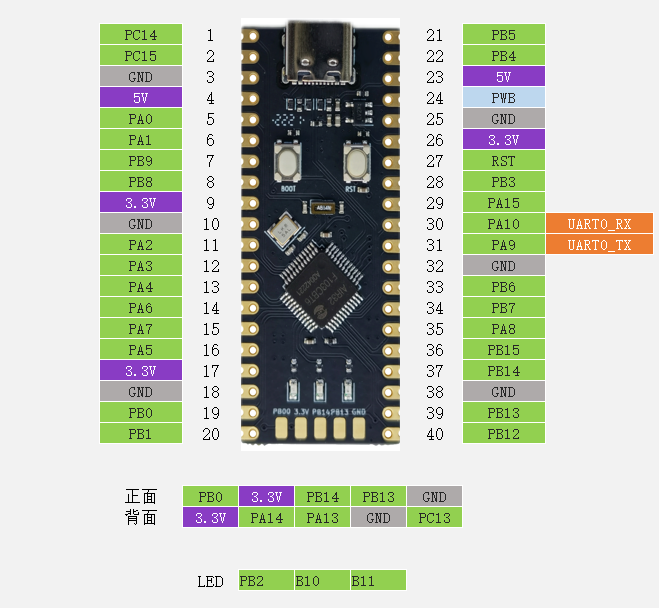 PC14 1 21 PB5
PC15 2 22 PB4
GND 3 23 5V
5V 4 24 PWB
PA0 5 25 GND
PA1 6 26 3.3V
PB9 7 27 RST
PB8 8 28 PB3
BOOT RST
3.3V 9 29 PA15
GND 10 30 PA10 UART0_RX
PA2 11 31 PA9 UART0_TX
PA3 12 32 GND
PA4 13 33 PB6
PA6 14 34 PB7
PA7 15 35 PA8
PA5 16 36 PB15
3.3V 17 37 PB14
GND 18 38 GND
PB0 19 39 PB13
PB00 3.3V PB14 PB13 GND
PB1 20 40 PB12
正面 PB0 3.3V PB14 PB13 GND
背面 3.3V PA14 PA13 GND PC13
LED PB2 B10 B11